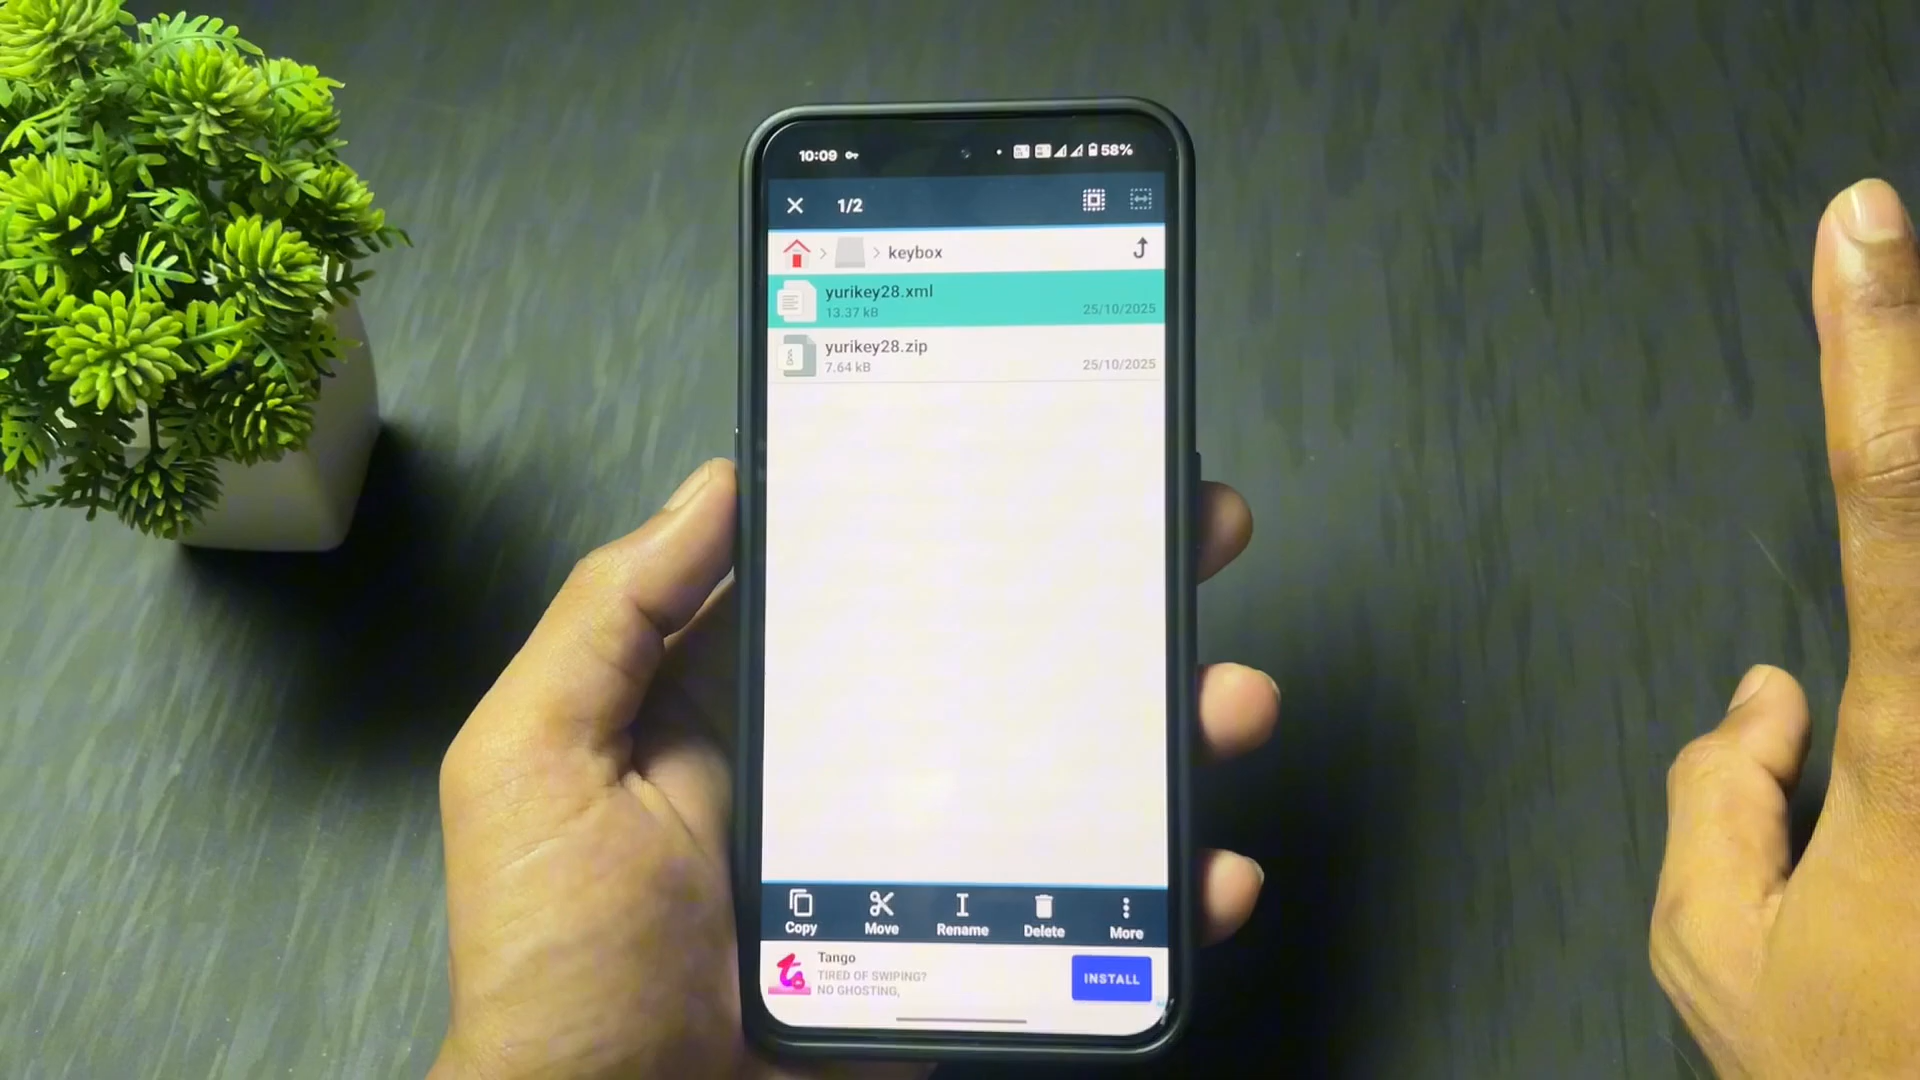 10:09 58%
1/2
keybox
yurikey28.xml
13.37 kB 25/10/2025
yurikey28.zip
7.64 kB 25/10/2025
Copy Move Rename Delete More
Tango
TIRED OF SWIPING?
NO GHOSTING,
INSTALL